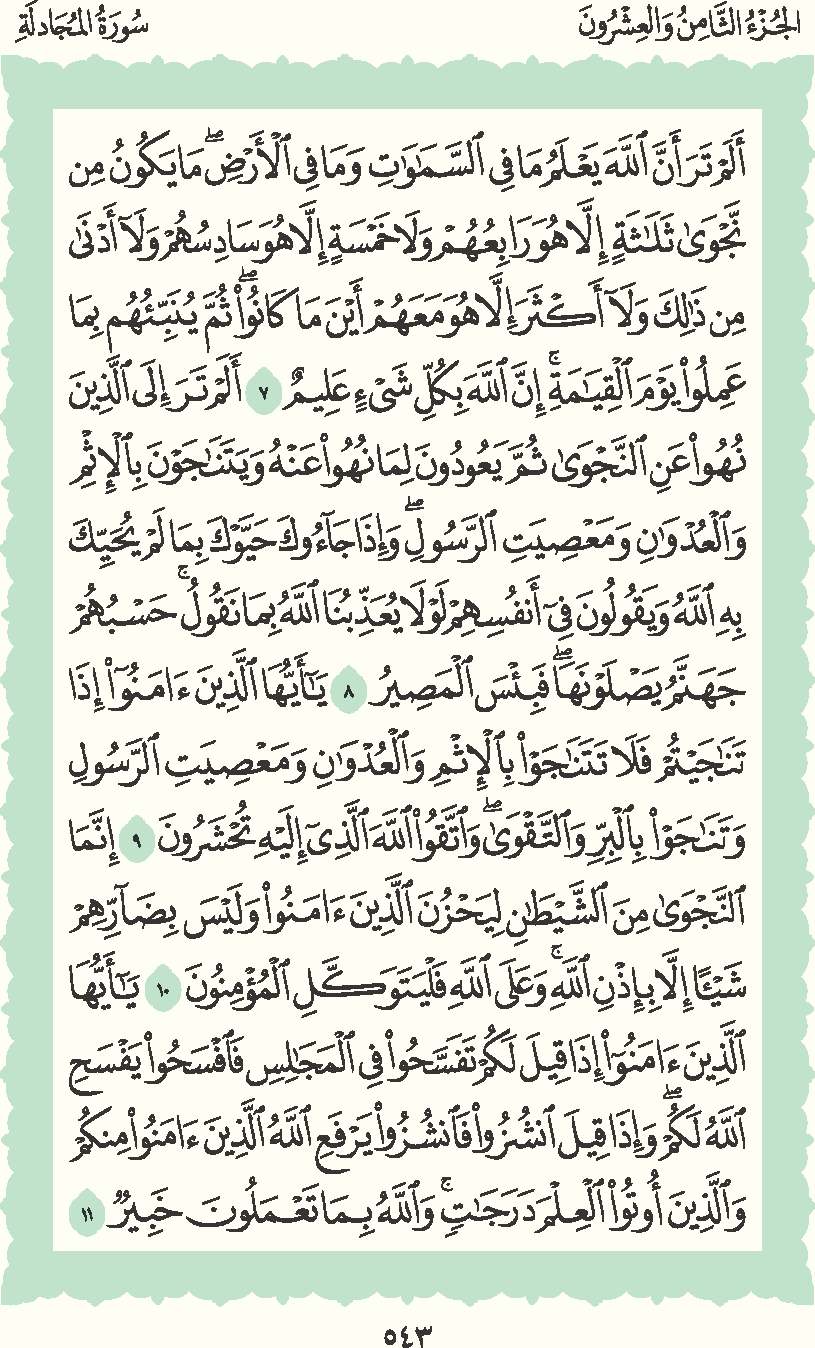 الجُزْءُ الثَّامِنُ وَالعِشْرُونَ
سُورَةُ المُجَادلَةِ
أَلَمْ تَرَ أَنَّ ٱللَّهَ يَعْلَمُ مَا فِى ٱلسَّمَٰوَٰتِ وَمَا فِى ٱلْأَرْضِۖ مَا يَكُونُ مِن
نَّجْوَىٰ ثَلَٰثَةٍ إِلَّا هُوَ رَابِعُهُمْ وَلَا خَمْسَةٍ إِلَّا هُوَ سَادِسُهُمْ وَلَآ أَدْنَىٰ
مِن ذَٰلِكَ وَلَآ أَكْثَرَ إِلَّا هُوَ مَعَهُمْ أَيْنَ مَا كَانُوا۟ۖ ثُمَّ يُنَبِّئُهُم بِمَا
عَمِلُوا۟ يَوْمَ ٱلْقِيَٰمَةِۚ إِنَّ ٱللَّهَ بِكُلِّ شَىْءٍ عَلِيمٌ ٧ أَلَمْ تَرَ إِلَى ٱلَّذِينَ
نُهُوا۟ عَنِ ٱلنَّجْوَىٰ ثُمَّ يَعُودُونَ لِمَا نُهُوا۟ عَنْهُ وَيَتَنَٰجَوْنَ بِٱلْإِثْمِ
وَٱلْعُدْوَٰنِ وَمَعْصِيَتِ ٱلرَّسُولِۖ وَإِذَا جَآءُوكَ حَيَّوْكَ بِمَا لَمْ يُحَيِّكَ
بِهِ ٱللَّهُ وَيَقُولُونَ فِىٓ أَنفُسِهِمْ لَوْلَا يُعَذِّبُنَا ٱللَّهُ بِمَا نَقُولُۚ حَسْبُهُمْ
جَهَنَّمُ يَصْلَوْنَهَاۖ فَبِئْسَ ٱلْمَصِيرُ ٨ يَٰٓأَيُّهَا ٱلَّذِينَ ءَامَنُوٓا۟ إِذَا
تَنَٰجَيْتُمْ فَلَا تَتَنَٰجَوْا۟ بِٱلْإِثْمِ وَٱلْعُدْوَٰنِ وَمَعْصِيَتِ ٱلرَّسُولِ
وَتَنَٰجَوْا۟ بِٱلْبِرِّ وَٱلتَّقْوَىٰۖ وَٱتَّقُوا۟ ٱللَّهَ ٱلَّذِىٓ إِلَيْهِ تُحْشَرُونَ ٩ إِنَّمَا
ٱلنَّجْوَىٰ مِنَ ٱلشَّيْطَٰنِ لِيَحْزُنَ ٱلَّذِينَ ءَامَنُوا۟ وَلَيْسَ بِضَآرِّهِمْ
شَيْـًٔا إِلَّا بِإِذْنِ ٱللَّهِۚ وَعَلَى ٱللَّهِ فَلْيَتَوَكَّلِ ٱلْمُؤْمِنُونَ ١٠ يَٰٓأَيُّهَا
ٱلَّذِينَ ءَامَنُوٓا۟ إِذَا قِيلَ لَكُمْ تَفَسَّحُوا۟ فِى ٱلْمَجَٰلِسِ فَٱفْسَحُوا۟ يَفْسَحِ
ٱللَّهُ لَكُمْۖ وَإِذَا قِيلَ ٱنشُزُوا۟ فَٱنشُزُوا۟ يَرْفَعِ ٱللَّهُ ٱلَّذِينَ ءَامَنُوا۟ مِنكُمْ
وَٱلَّذِينَ أُوتُوا۟ ٱلْعِلْمَ دَرَجَٰتٍۚ وَٱللَّهُ بِمَا تَعْمَلُونَ خَبِيرٌ ١١
٥٤٣